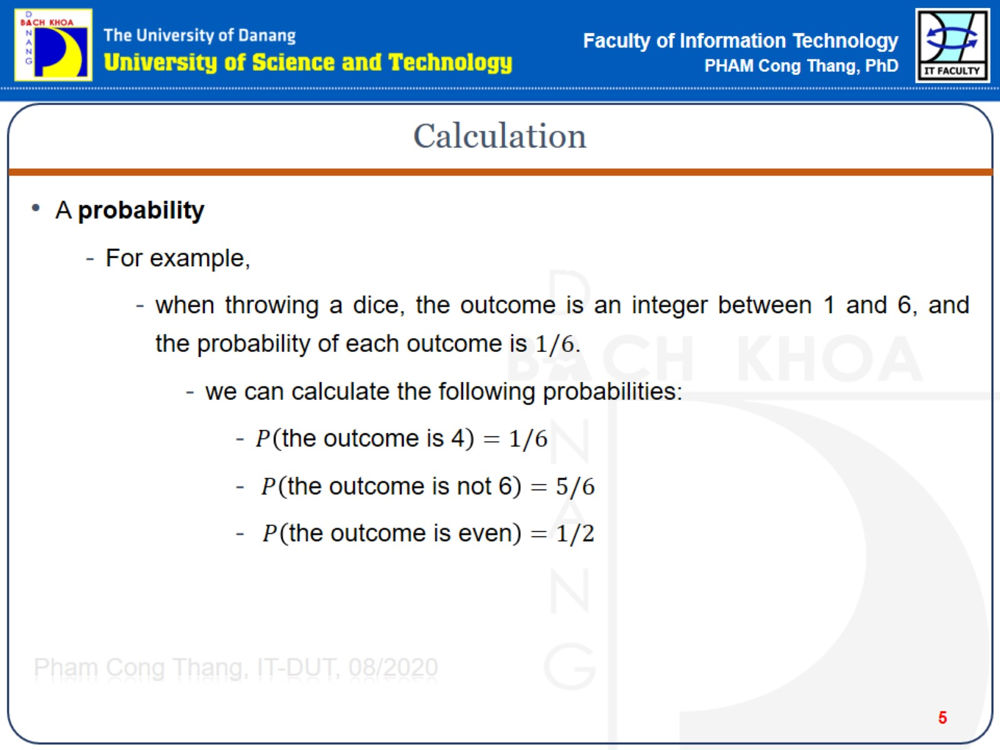 D
BACH KHOA
N
A
N
G
The University of Danang
University of Science and Technology
Faculty of Information Technology
PHAM Cong Thang, PhD
IT FACULTY
Calculation
• A probability
- For example,
- when throwing a dice, the outcome is an integer between 1 and 6, and
the probability of each outcome is 1/6.
- we can calculate the following probabilities:
- P(the outcome is 4) = 1/6
- P(the outcome is not 6) = 5/6
- P(the outcome is even) = 1/2
D
BACH KHOA
N
A
N
G
Pham Cong Thang, IT-DUT, 08/2020
5